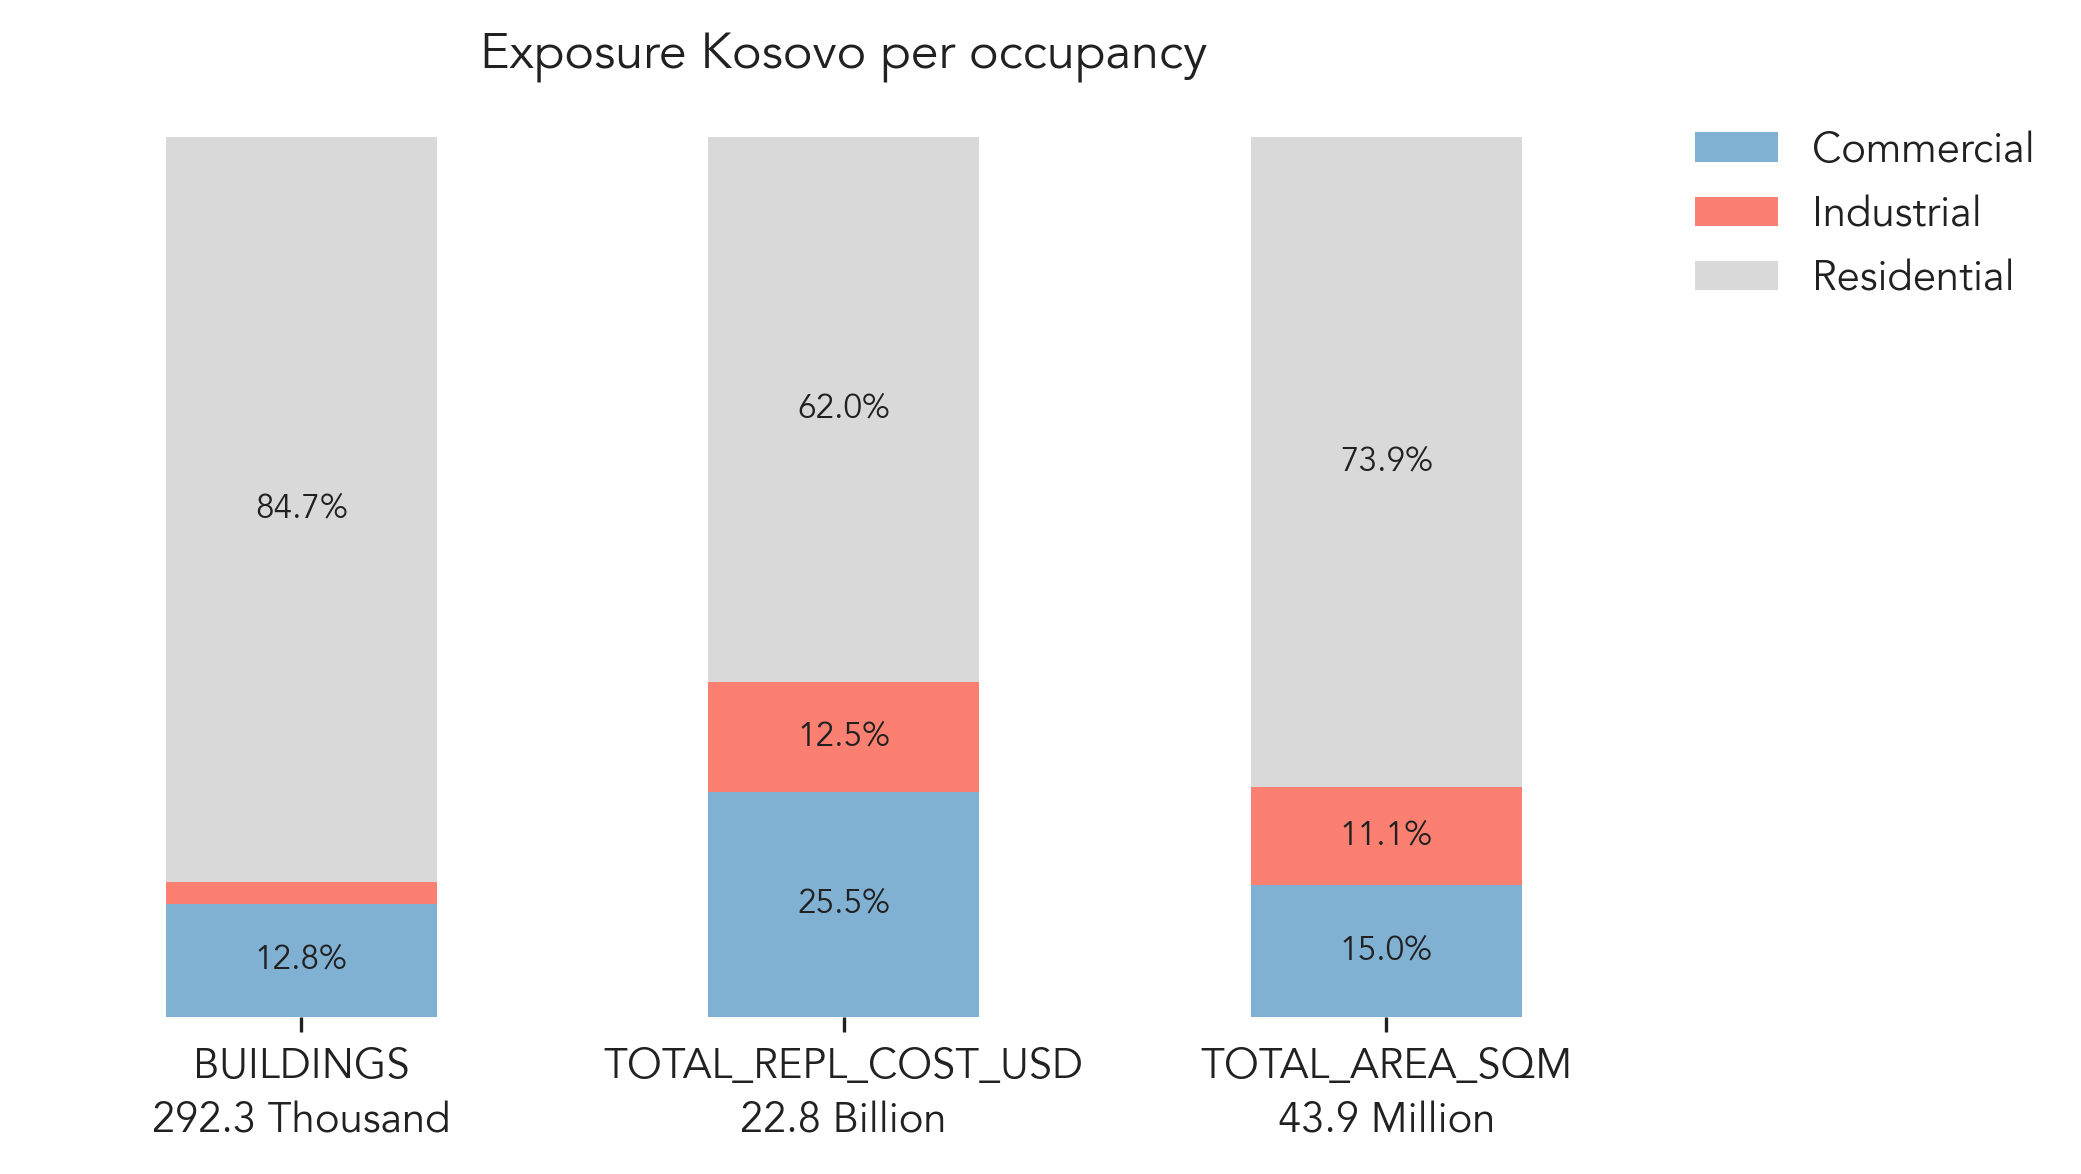 Exposure Kosovo per occupancy
Commercial
Industrial
Residential
84.7%
12.8%
62.0%
12.5%
25.5%
73.9%
11.1%
15.0%
BUILDINGS
292.3 Thousand
TOTAL_REPL_COST_USD
22.8 Billion
TOTAL_AREA_SQM
43.9 Million